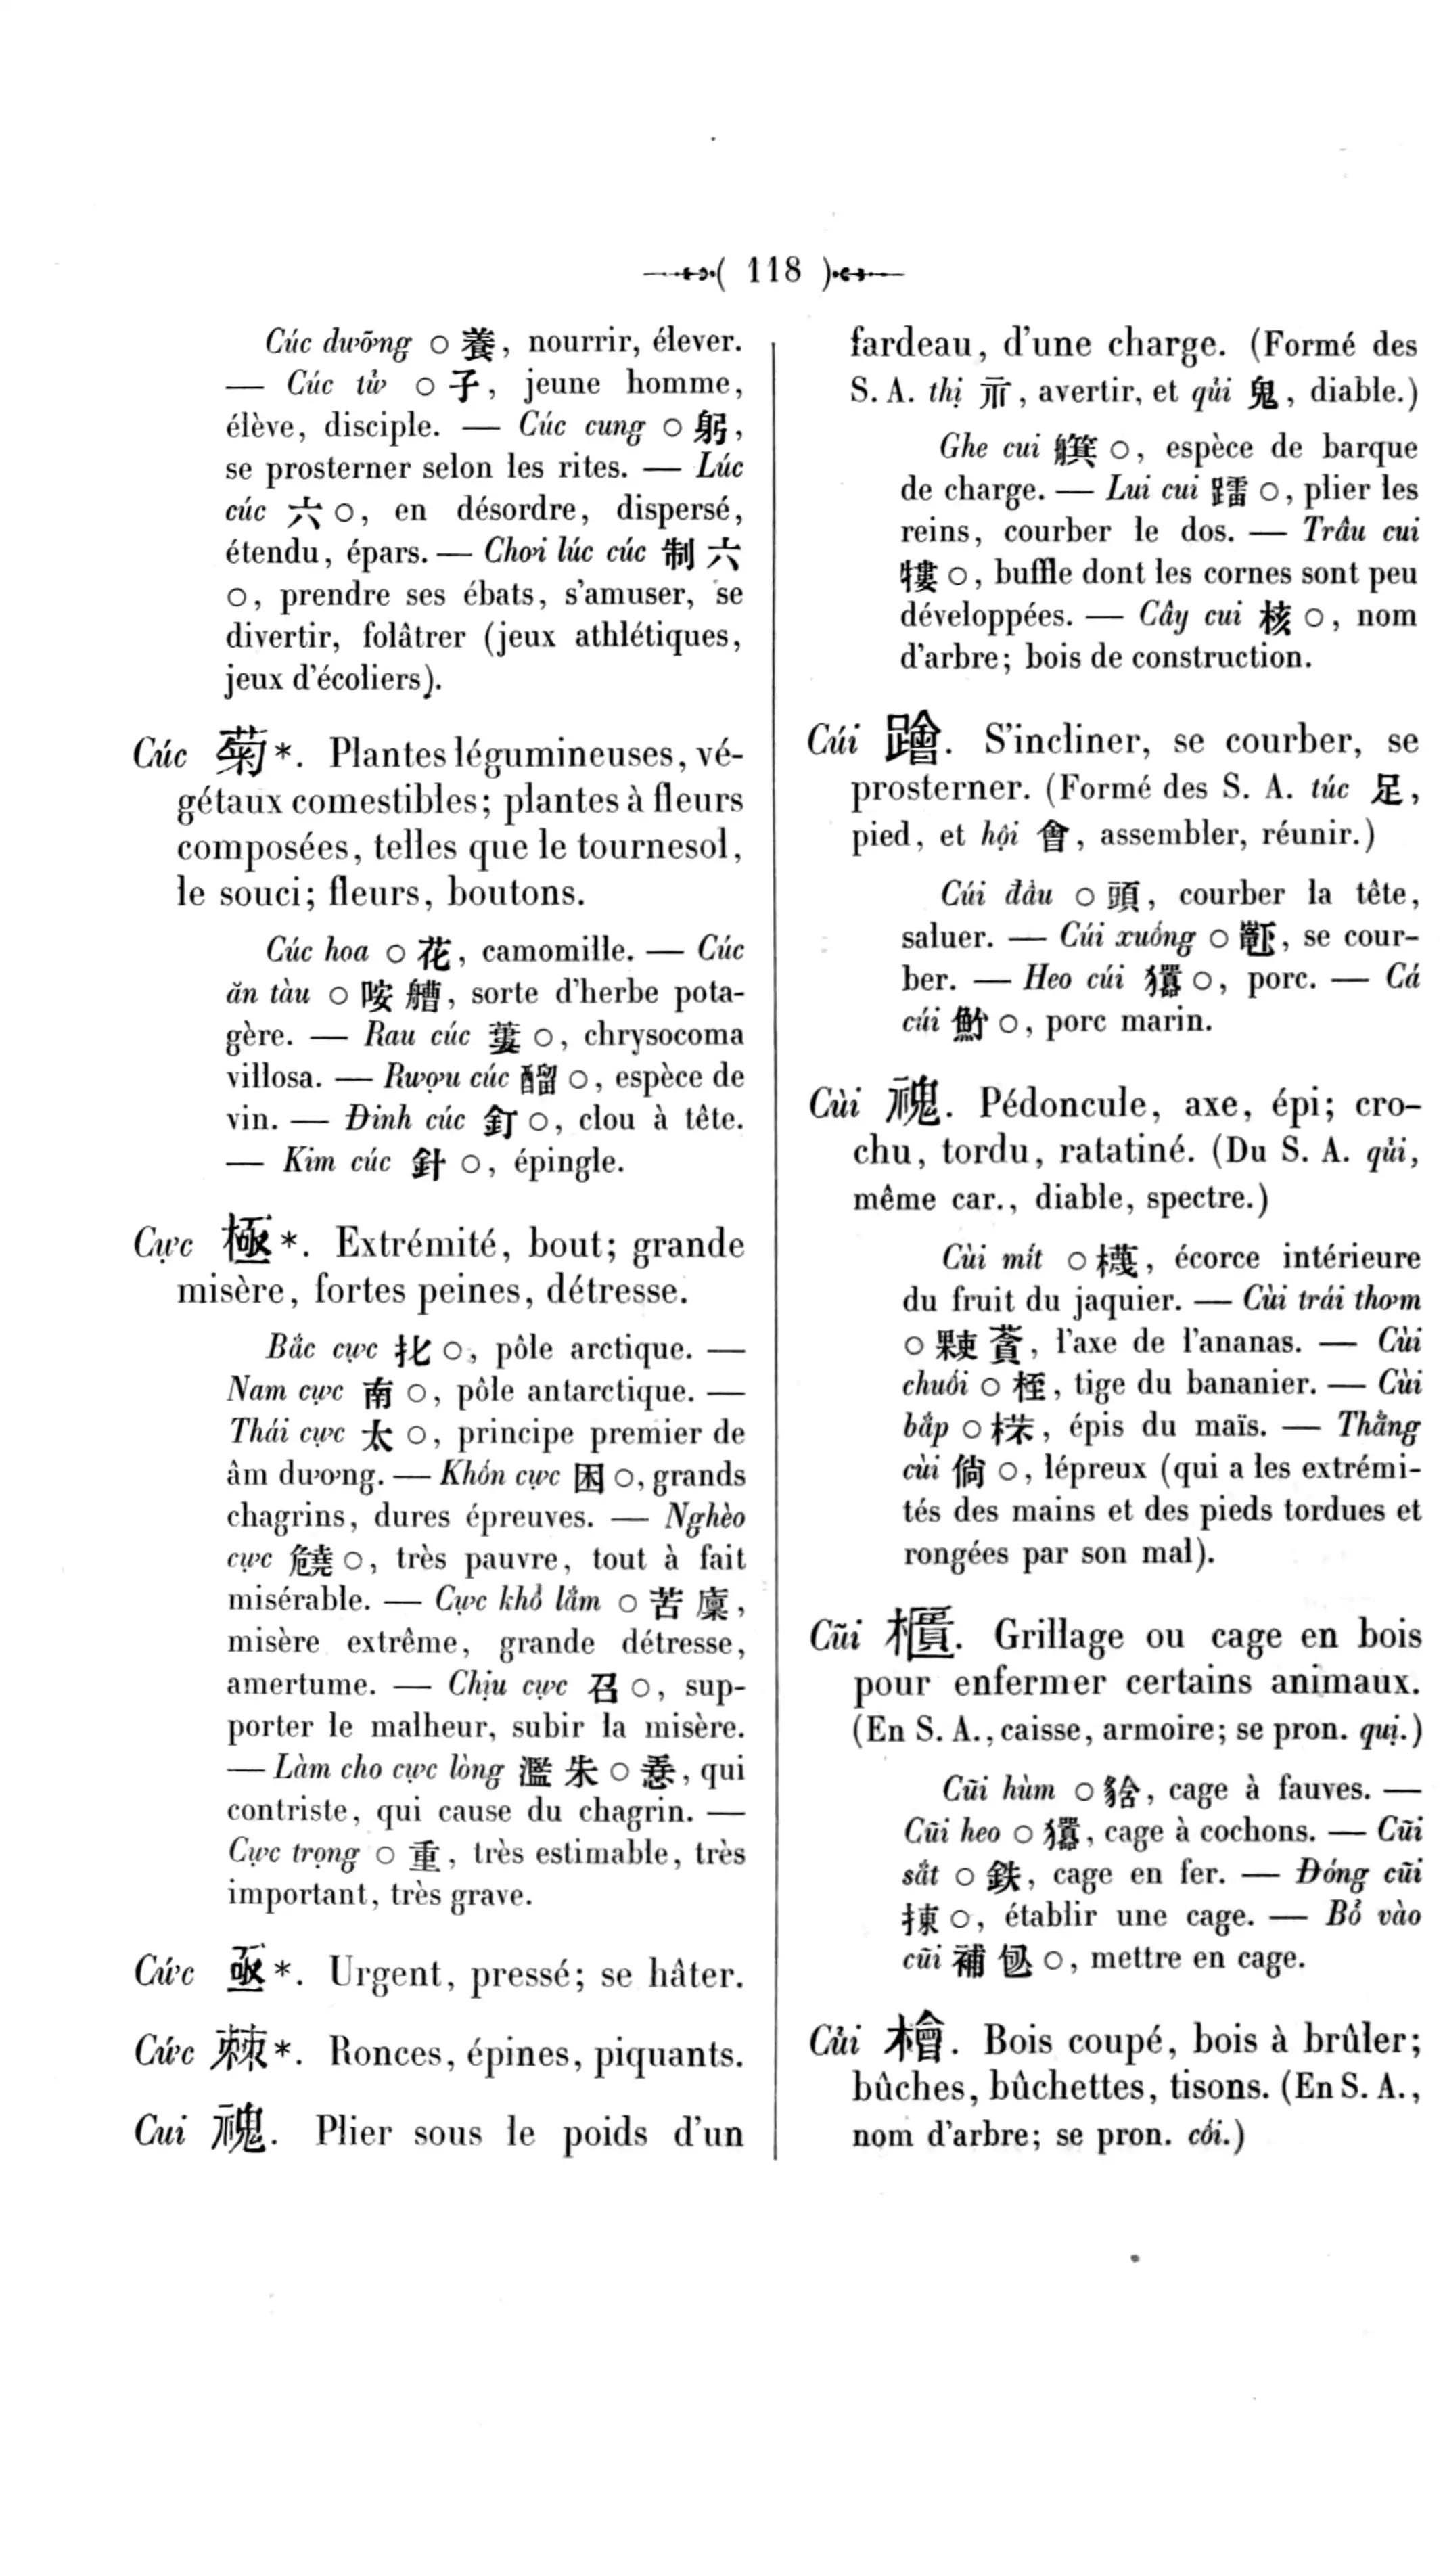 ( 118 )
Cúc dưỡng ○ 養, nourrir, élever.
— Cúc tử ○ 子, jeune homme,
élève, disciple. — Cúc cung ○ 躬,
se prosterner selon les rites. — Lúc
cúc 六 ○, en désordre, dispersé,
étendu, épars. — Chơi lúc cúc 制 六
○, prendre ses ébats, s'amuser, se
divertir, folâtrer (jeux athlétiques,
jeux d'écoliers).
Cúc 菊*. Plantes légumineuses, vé-
gétaux comestibles; plantes à fleurs
composées, telles que le tournesol,
le souci; fleurs, boutons.
Cúc hoa ○ 花, camomille. — Cúc
ăn tàu ○ 咹 艚, sorte d'herbe pota-
gère. — Rau cúc 蔞 ○, chrysocoma
villosa. — Rượu cúc ○, espèce de
vin. — Đinh cúc 釘 ○, clou à tête.
— Kim cúc 針 ○, épingle.
Cực 極*. Extrémité, bout; grande
misère, fortes peines, détresse.
Bắc cực 北 ○, pôle arctique. —
Nam cực 南 ○, pôle antarctique. —
Thái cực 太 ○, principe premier de
âm dương. — Khốn cực 困 ○, grands
chagrins, dures épreuves. — Nghèo
cực ○, très pauvre, tout à fait
misérable. — Cực khổ lắm ○ 苦 廩,
misère extrême, grande détresse,
amertume. — Chịu cực 召 ○, sup-
porter le malheur, subir la misère.
— Làm cho cực lòng 濫 朱 ○, qui
contriste, qui cause du chagrin. —
Cực trọng ○ 重, très estimable, très
important, très grave.
Cức 亟*. Urgent, pressé; se hâter.
Cức 棘*. Ronces, épines, piquants.
Cui. Plier sous le poids d'un
fardeau, d'une charge. (Formé des
S. A. thị 示, avertir, et qủi 鬼, diable.)
Ghe cui ○, espèce de barque
de charge. — Lui cui ○, plier les
reins, courber le dos. — Trâu cui
○, buffle dont les cornes sont peu
développées. — Cây cui 核 ○, nom
d'arbre; bois de construction.
Cúi. S'incliner, se courber, se
prosterner. (Formé des S. A. túc 足,
pied, et hội 會, assembler, réunir.)
Cúi đầu ○ 頭, courber la tête,
saluer. — Cúi xuống ○, se cour-
ber. — Heo cúi ○, porc. — Cá
cúi ○, porc marin.
Cùi. Pédoncule, axe, épi; cro-
chu, tordu, ratatiné. (Du S. A. qủi,
même car., diable, spectre.)
Cùi mít ○, écorce intérieure
du fruit du jaquier. — Cùi trái thơm
○, l'axe de l'ananas. — Cùi
chuối ○ 桎, tige du bananier. — Cùi
bắp ○, épis du maïs. — Thằng
cùi 倘 ○, lépreux (qui a les extrémi-
tés des mains et des pieds tordues et
rongées par son mal).
Cũi 櫃. Grillage ou cage en bois
pour enfermer certains animaux.
(En S. A., caisse, armoire; se pron. quị.)
Cũi hùm ○, cage à fauves. —
Cũi heo ○, cage à cochons. — Cũi
sắt ○ 鉄, cage en fer. — Đóng cũi
揀 ○, établir une cage. — Bỏ vào
cũi 補 ○, mettre en cage.
Củi 檜. Bois coupé, bois à brûler;
bûches, bûchettes, tisons. (En S. A.,
nom d'arbre; se pron. cối.)